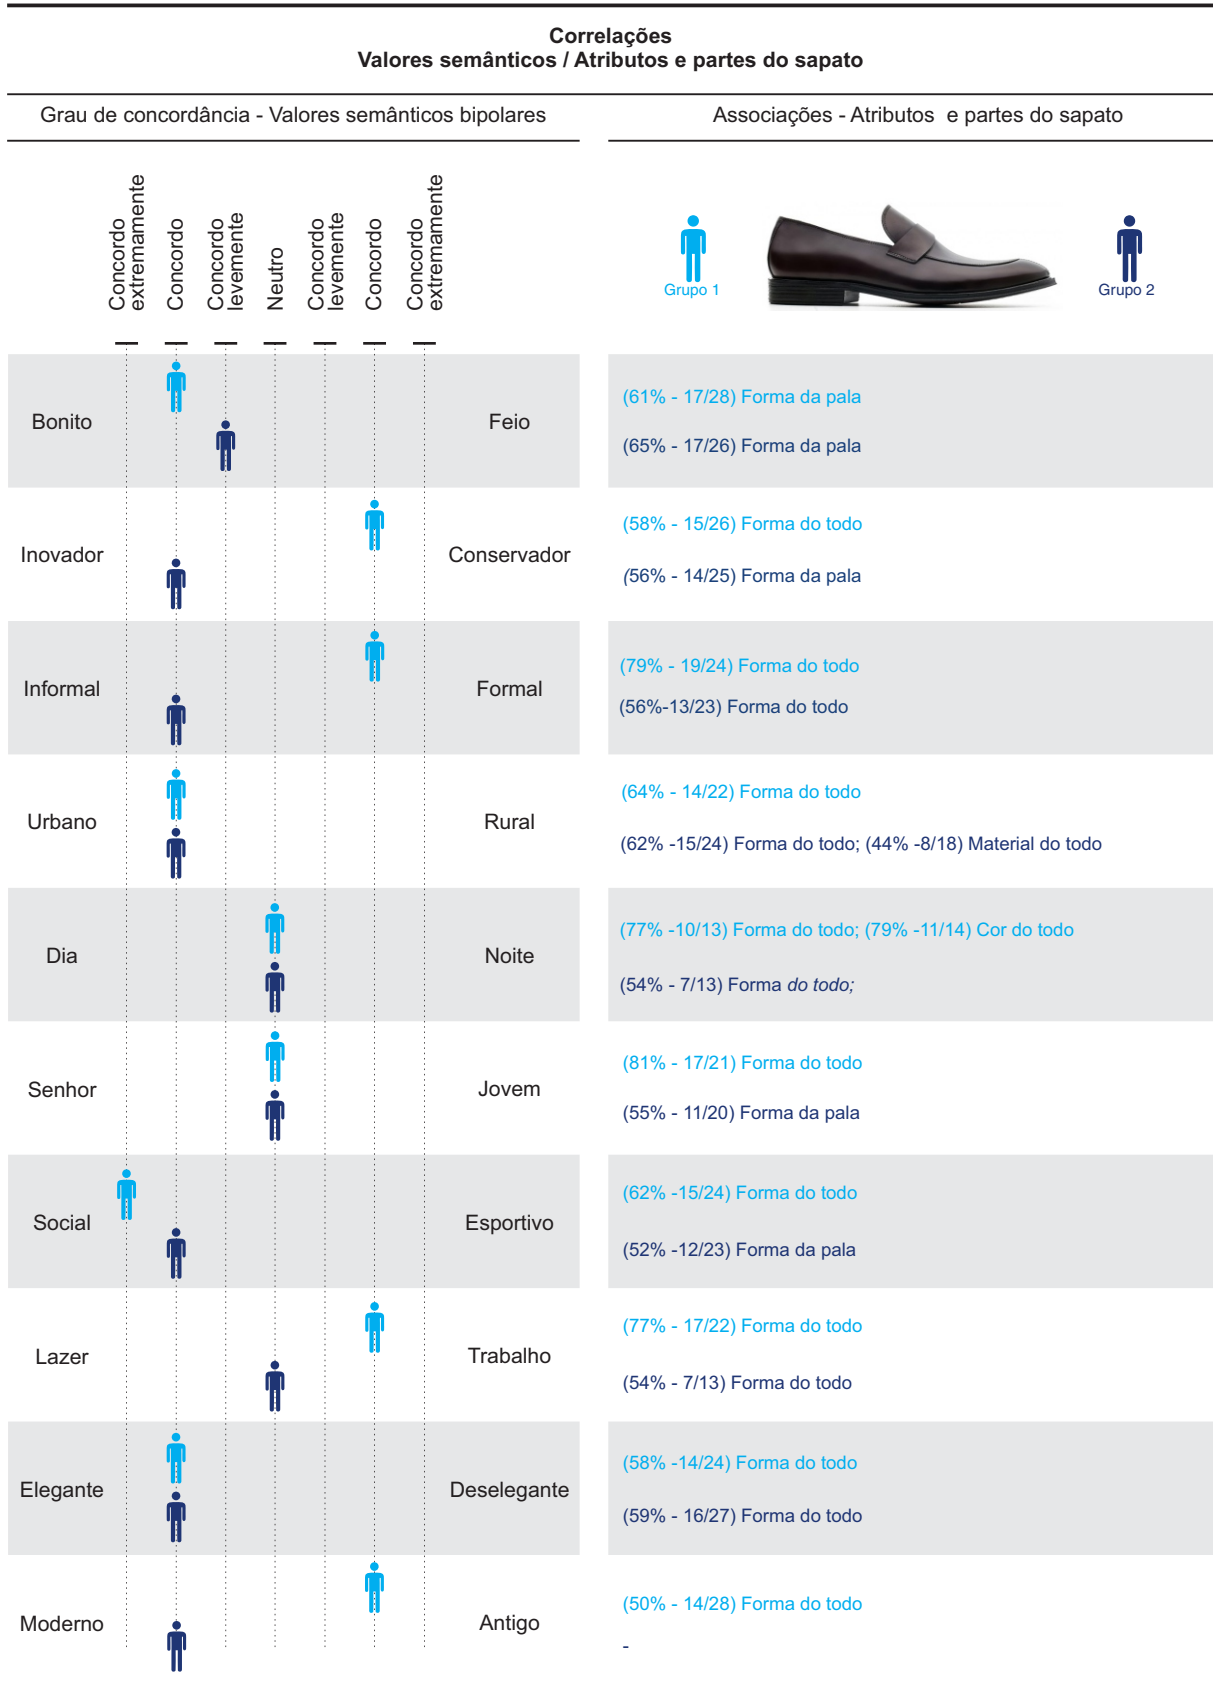 Correlações
Valores semânticos / Atributos e partes do sapato
Grau de concordância - Valores semânticos bipolares
Associações - Atributos e partes do sapato
Concordo
extremamente
Concordo
Concordo
levemente
Neutro
Concordo
levemente
Concordo
Concordo
extremamente
Grupo 1
Grupo 2
Bonito
Feio
(61% - 17/28) Forma da pala
(65% - 17/26) Forma da pala
Inovador
Conservador
(58% - 15/26) Forma do todo
(56% - 14/25) Forma da pala
Informal
Formal
(79% - 19/24) Forma do todo
(56%-13/23) Forma do todo
Urbano
Rural
(64% - 14/22) Forma do todo
(62% -15/24) Forma do todo; (44% -8/18) Material do todo
Dia
Noite
(77% -10/13) Forma do todo; (79% -11/14) Cor do todo
(54% - 7/13) Forma do todo;
Senhor
Jovem
(81% - 17/21) Forma do todo
(55% - 11/20) Forma da pala
Social
Esportivo
(62% -15/24) Forma do todo
(52% -12/23) Forma da pala
Lazer
Trabalho
(77% - 17/22) Forma do todo
(54% - 7/13) Forma do todo
Elegante
Deselegante
(58% -14/24) Forma do todo
(59% - 16/27) Forma do todo
Moderno
Antigo
(50% - 14/28) Forma do todo
-